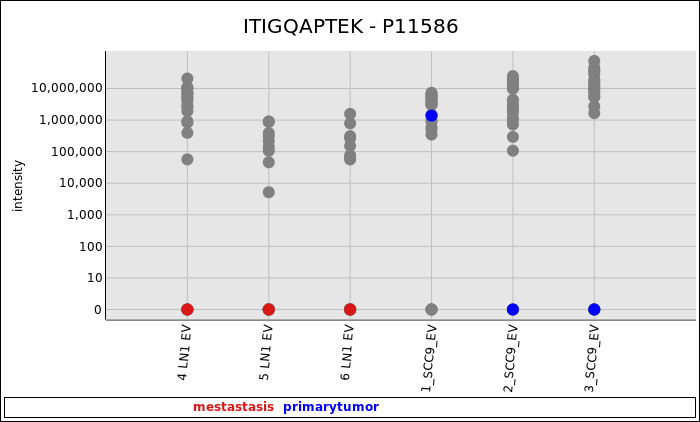 ITIGQAPTEK - P11586
intensity
10,000,000
1,000,000
100,000
10,000
1,000
100
10
0
4 LN1 EV
5 LN1 EV
6 LN1 EV
1_SCC9_EV
2_SCC9_EV
3_SCC9_EV
mestastasis primarytumor